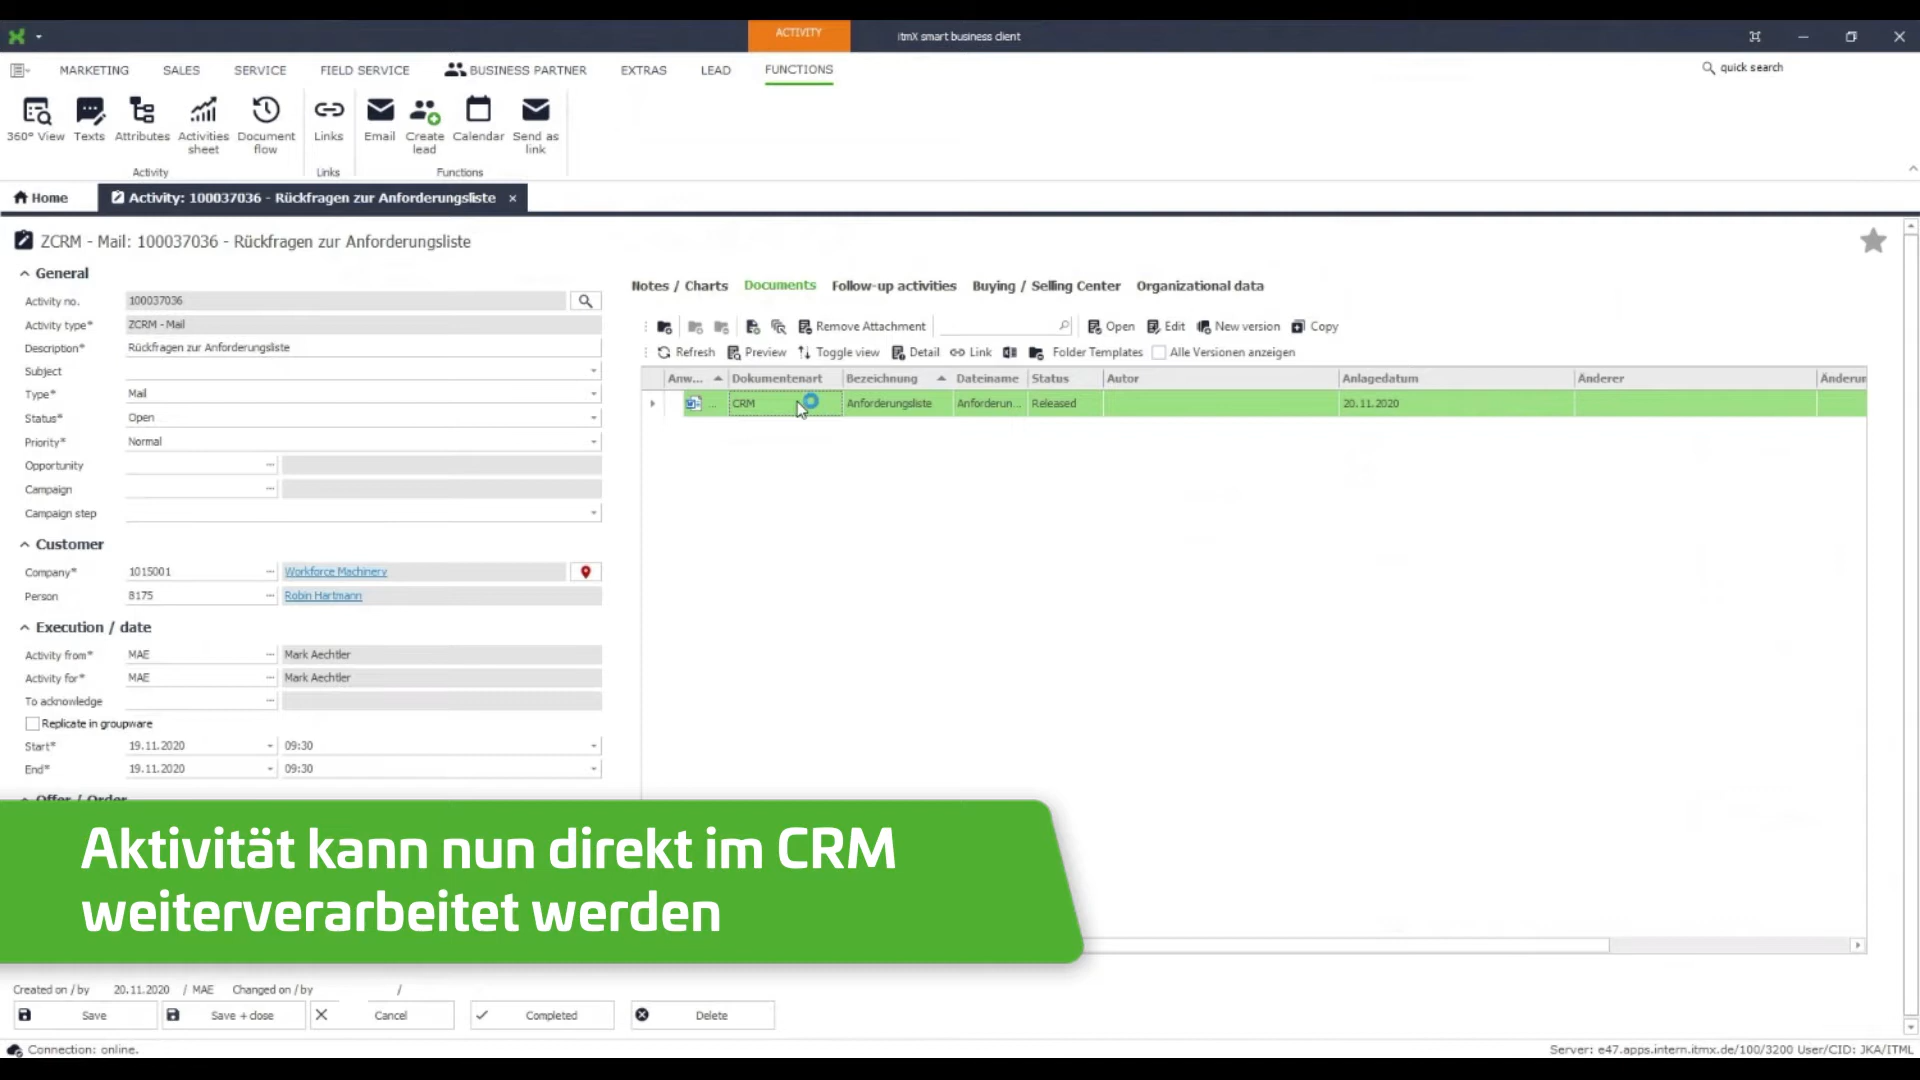 ACTIVITY
itmX smart business client
MARKETING SALES SERVICE FIELD SERVICE BUSINESS PARTNER EXTRAS LEAD FUNCTIONS
quick search
360° View Texts Attributes Activities sheet Document flow Links Email Create lead Calendar Send as link
Activity Links Functions
Home
Activity: 100037036 - Rückfragen zur Anforderungsliste ×
ZCRM - Mail: 100037036 - Rückfragen zur Anforderungsliste
General
Activity no. 100037036
Activity type* ZCRM - Mail
Description* Rückfragen zur Anforderungsliste
Subject
Type* Mail
Status* Open
Priority* Normal
Opportunity
Campaign
Campaign step
Customer
Company* 1015001 Workforce Machinery
Person 8175 Robin Hartmann
Execution / date
Activity from* MAE Mark Aechtler
Activity for* MAE Mark Aechtler
To acknowledge
Replicate in groupware
Start* 19.11.2020 09:30
End* 19.11.2020 09:30
Offer / Order
Notes / Charts Documents Follow-up activities Buying / Selling Center Organizational data
Remove Attachment Open Edit New version Copy
Refresh Preview Toggle view Detail Link Folder Templates Alle Versionen anzeigen
Anw... Dokumentenart Bezeichnung Dateiname Status Autor Anlagedatum Änderer Änderun
... CRM Anforderungsliste Anforderun... Released 20.11.2020
Aktivität kann nun direkt im CRM
weiterverarbeitet werden
Created on / by 20.11.2020 / MAE Changed on / by /
Save Save + close Cancel Completed Delete
Connection: online.
Server: e47.apps.intern.itmx.de/100/3200 User/CID: JKA/ITML